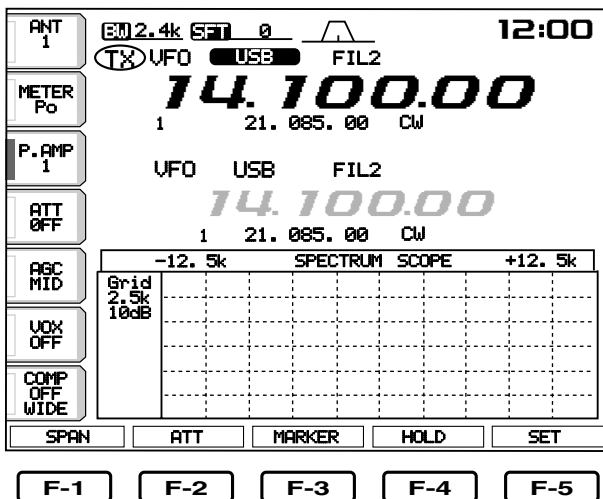 ANT
1
BW 2.4k SFT 0
12:00
TX VFO USB FIL2
METER
Po
14.100.00
1 21.085.00 CW
P.AMP
1
VFO USB FIL2
ATT
OFF
14.100.00
1 21.085.00 CW
AGC
MID
-12.5k SPECTRUM SCOPE +12.5k
Grid
2.5k
10dB
VOX
OFF
COMP
OFF
WIDE
SPAN ATT MARKER HOLD SET
F-1 F-2 F-3 F-4 F-5